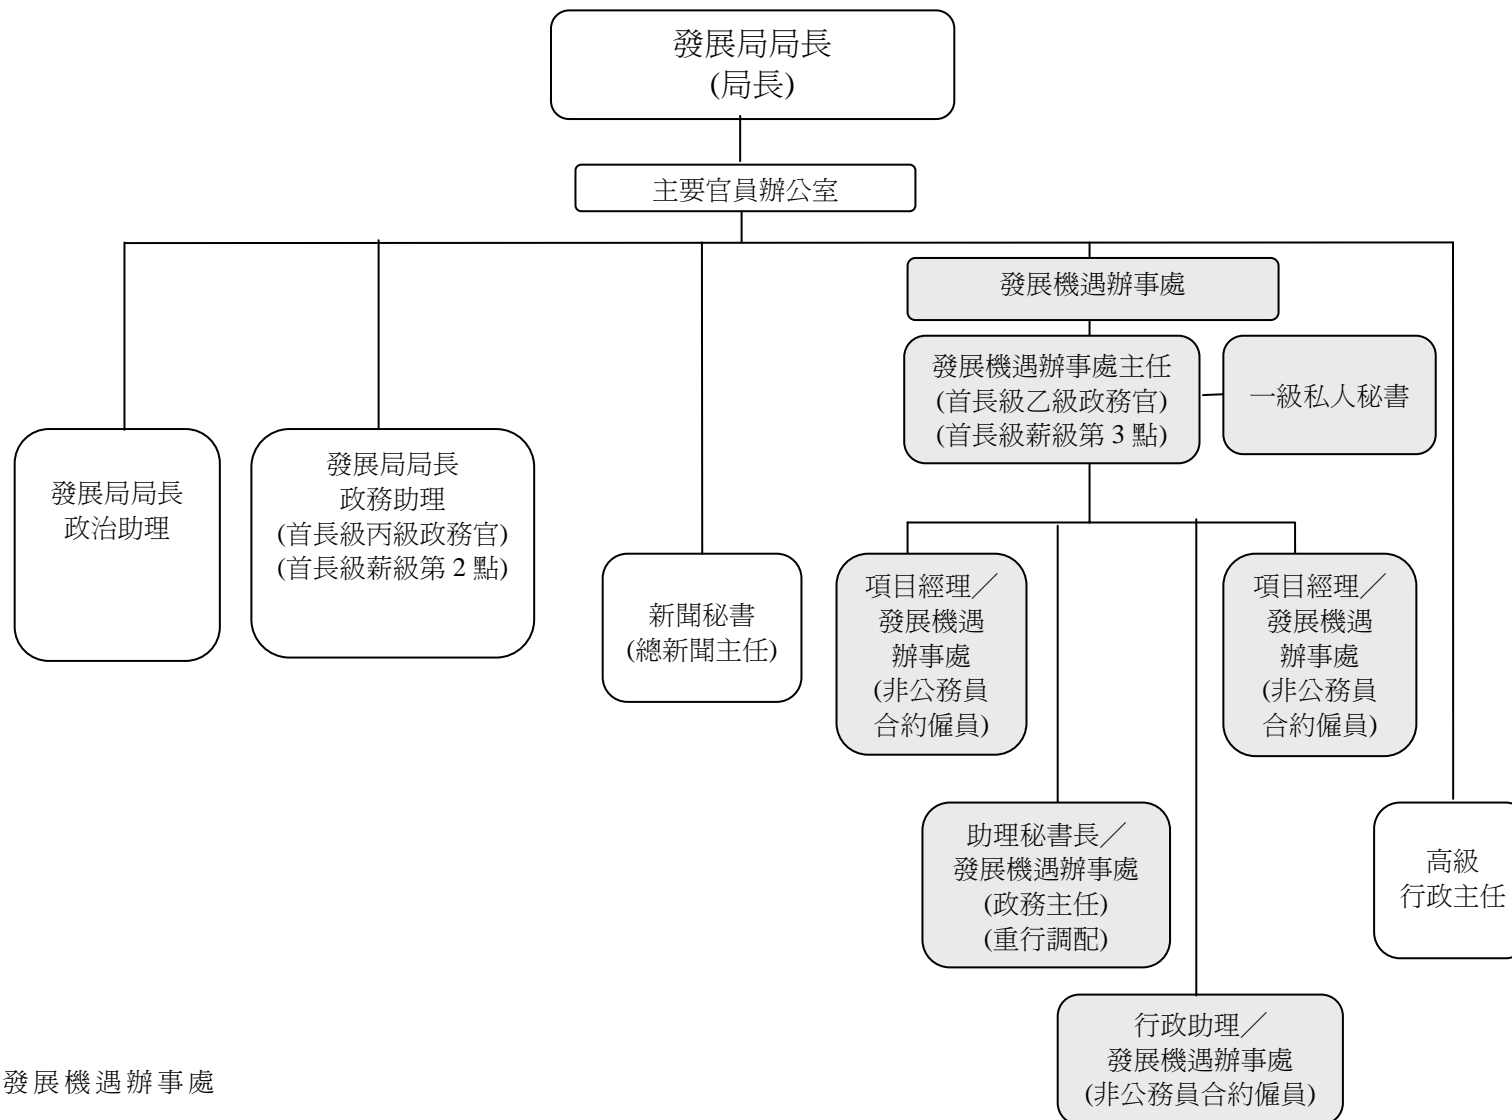 發展局局長
(局長)
主要官員辦公室
發展機遇辦事處
發展機遇辦事處主任
(首長級乙級政務官)
(首長級薪級第 3 點)
一級私人秘書
發展局局長
政治助理
發展局局長
政務助理
(首長級丙級政務官)
(首長級薪級第 2 點)
新聞秘書
(總新聞主任)
項目經理／
發展機遇
辦事處
(非公務員
合約僱員)
項目經理／
發展機遇
辦事處
(非公務員
合約僱員)
助理秘書長／
發展機遇辦事處
(政務主任)
(重行調配)
高級
行政主任
行政助理／
發展機遇辦事處
(非公務員合約僱員)
發展機遇辦事處